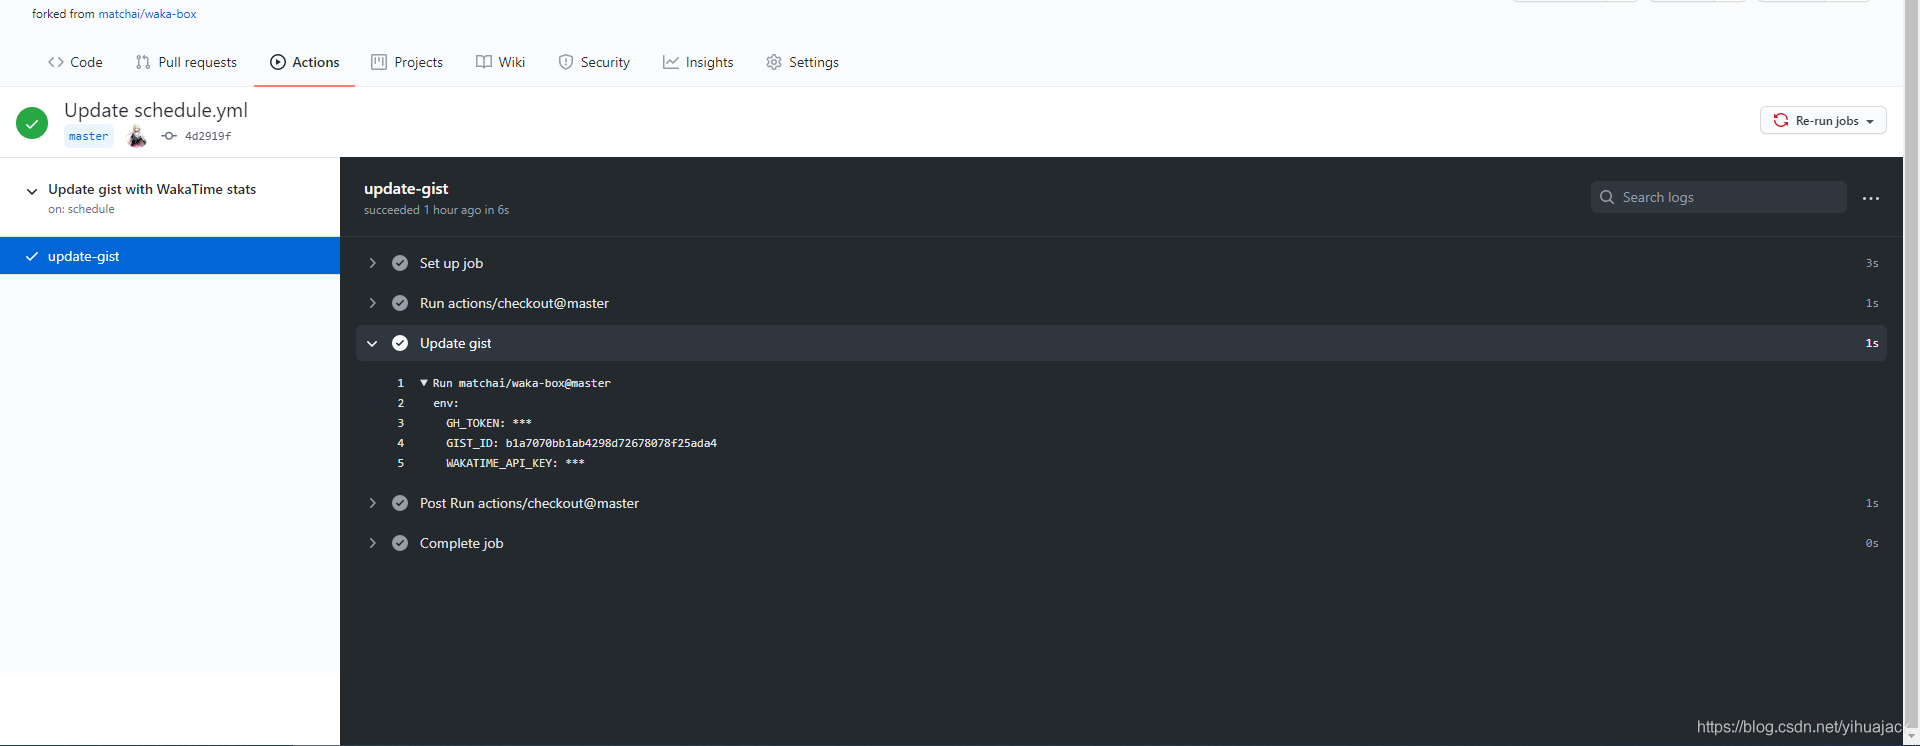 forked from matchai/waka-box
Code Pull requests Actions Projects Wiki Security Insights Settings
Update schedule.yml
master 4d2919f
Re-run jobs
Update gist with WakaTime stats
on: schedule
update-gist
update-gist
succeeded 1 hour ago in 6s
Search logs
Set up job 3s
Run actions/checkout@master 1s
Update gist 1s
1 ▼ Run matchai/waka-box@master
2 env:
3 GH_TOKEN: ***
4 GIST_ID: b1a7070bb1ab4298d72678078f25ada4
5 WAKATIME_API_KEY: ***
Post Run actions/checkout@master 1s
Complete job 0s
https://blog.csdn.net/yihuajack